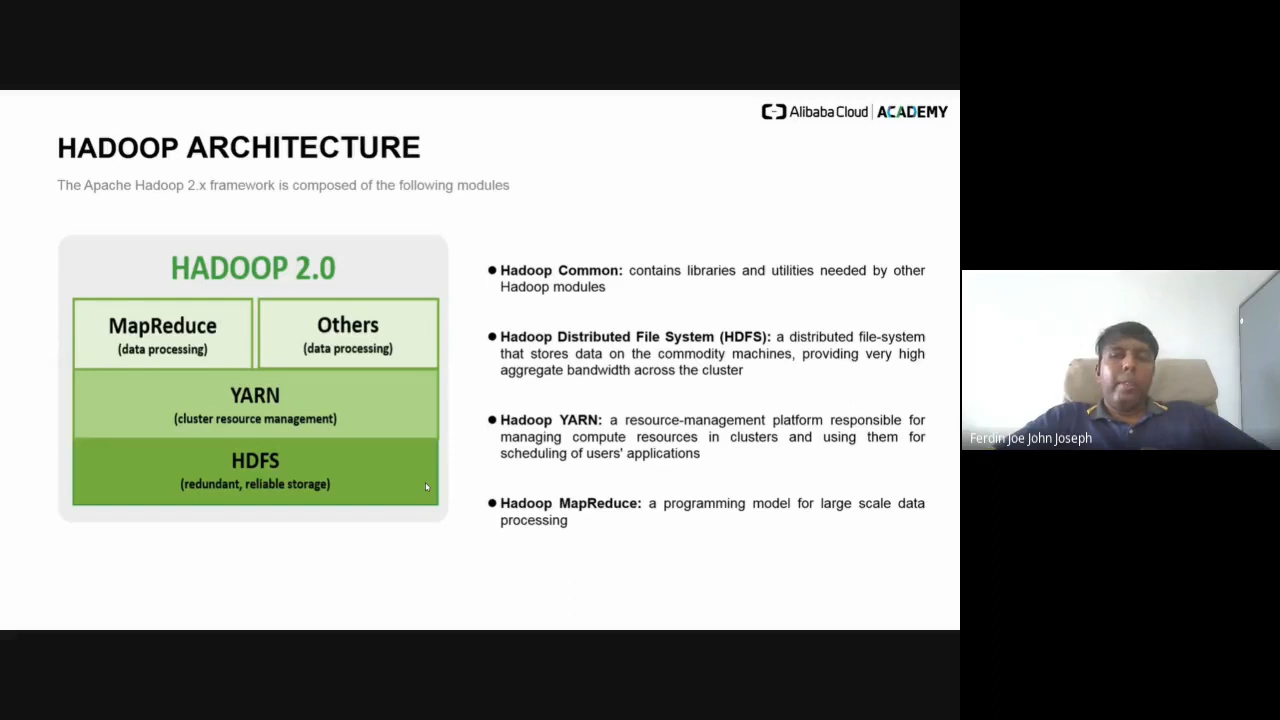 Alibaba Cloud | ACADEMY
HADOOP ARCHITECTURE
The Apache Hadoop 2.x framework is composed of the following modules
HADOOP 2.0
MapReduce
(data processing)
Others
(data processing)
YARN
(cluster resource management)
HDFS
(redundant, reliable storage)
● Hadoop Common: contains libraries and utilities needed by other
Hadoop modules
● Hadoop Distributed File System (HDFS): a distributed file-system
that stores data on the commodity machines, providing very high
aggregate bandwidth across the cluster
● Hadoop YARN: a resource-management platform responsible for
managing compute resources in clusters and using them for
scheduling of users' applications
● Hadoop MapReduce: a programming model for large scale data
processing
Ferdin Joe John Joseph